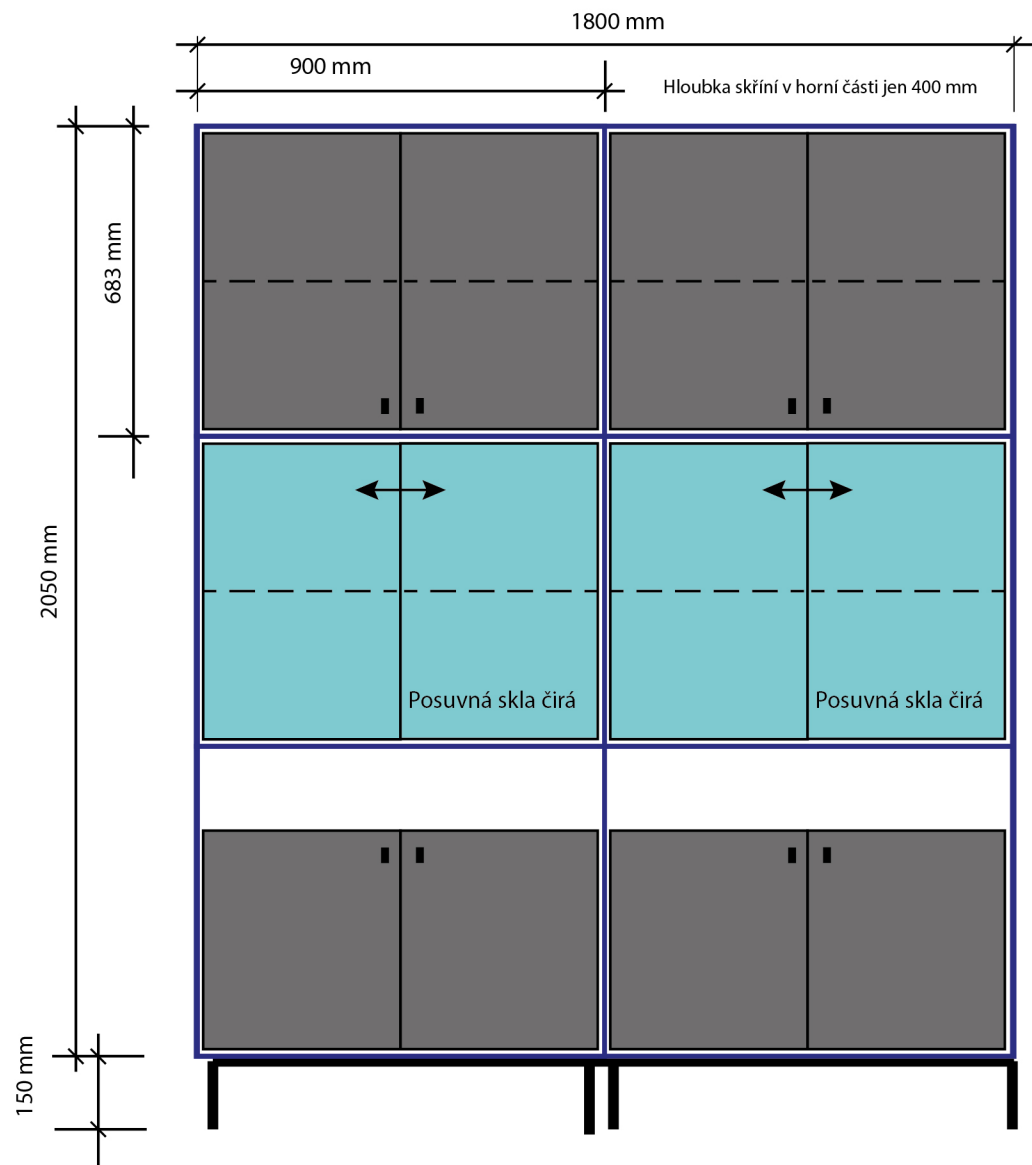 1800 mm
900 mm
Hloubka skříní v horní části jen 400 mm
683 mm
2050 mm
Posuvná skla čirá
Posuvná skla čirá
150 mm